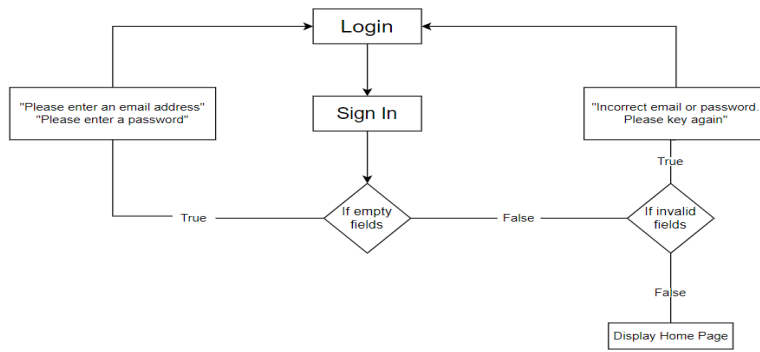 Login
"Please enter an email address"
"Please enter a password"
"Incorrect email or password.
Please key again"
Sign In
True
True
If empty
fields
False
If invalid
fields
False
Display Home Page